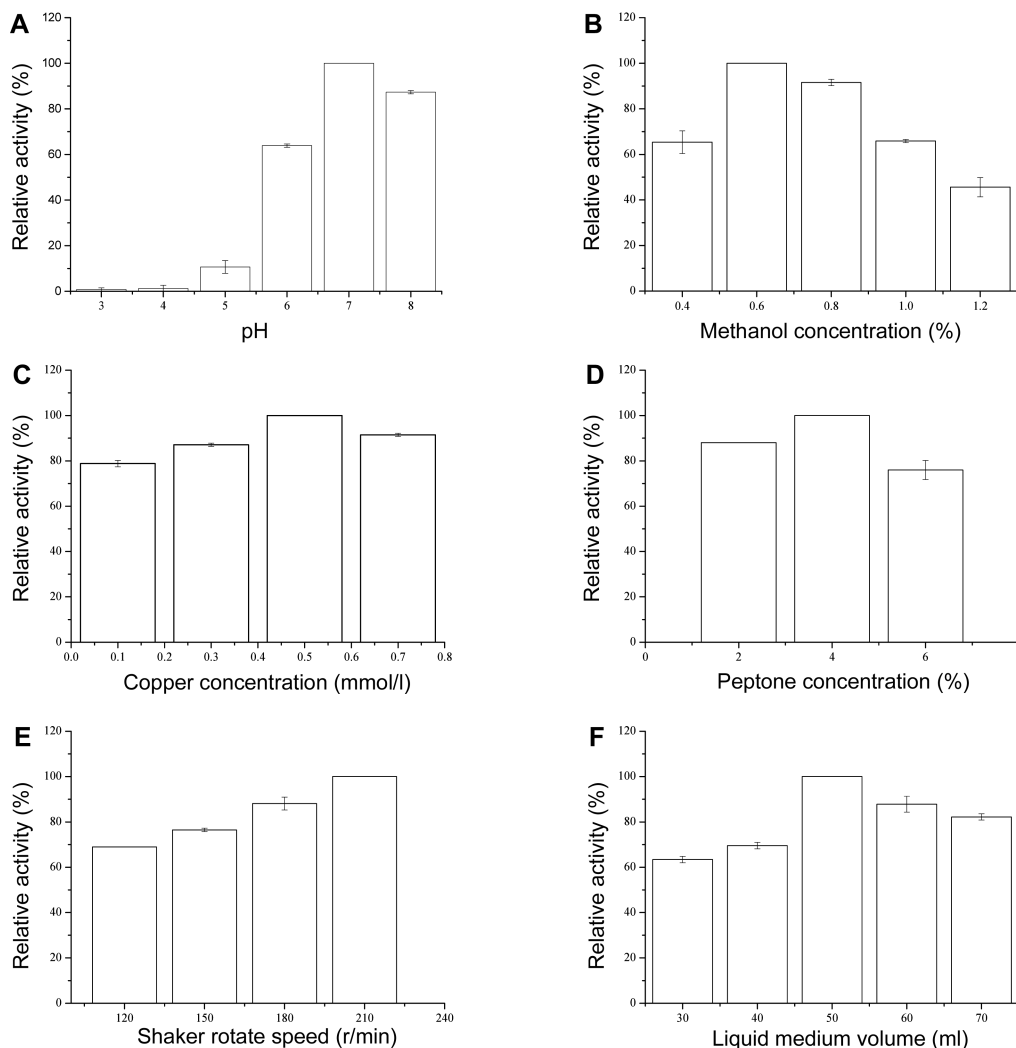 A
Relative activity (%)
120
100
80
60
40
20
0
3 4 5 6 7 8
pH
B
Relative activity (%)
120
100
80
60
40
20
0
0.4 0.6 0.8 1.0 1.2
Methanol concentration (%)
C
Relative activity (%)
120
100
80
60
40
20
0
0.0 0.1 0.2 0.3 0.4 0.5 0.6 0.7 0.8
Copper concentration (mmol/l)
D
Relative activity (%)
120
100
80
60
40
20
0
0 2 4 6
Peptone concentration (%)
E
Relative activity (%)
120
100
80
60
40
20
0
120 150 180 210 240
Shaker rotate speed (r/min)
F
Relative activity (%)
120
100
80
60
40
20
0
30 40 50 60 70
Liquid medium volume (ml)